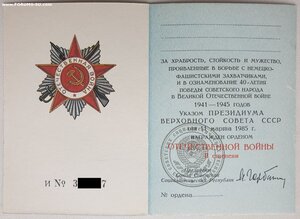 ОТЕЧЕСТВЕННАЯ ВОЙНА
И № 3 7
ЗА ХРАБРОСТЬ, СТОЙКОСТЬ И МУЖЕСТВО,
ПРОЯВЛЕННЫЕ В БОРЬБЕ С НЕМЕЦКО-
ФАШИСТСКИМИ ЗАХВАТЧИКАМИ, И
В ОЗНАМЕНОВАНИЕ 40-ЛЕТИЯ
ПОБЕДЫ СОВЕТСКОГО НАРОДА
В ВЕЛИКОЙ ОТЕЧЕСТВЕННОЙ ВОЙНЕ
1941—1945 ГОДОВ
УКАЗОМ ПРЕЗИДИУМА
ВЕРХОВНОГО СОВЕТА СССР
от 11 марта 1985 г.
НАГРАЖДЕН ОРДЕНОМ
ОТЕЧЕСТВЕННОЙ ВОЙНЫ
II степени
№ ордена